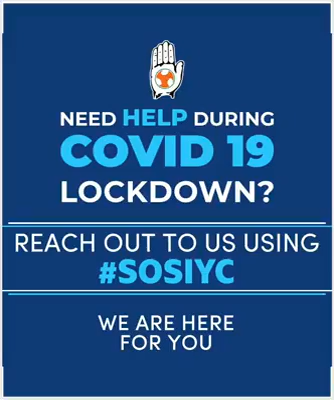 NEED HELP DURING
COVID 19
LOCKDOWN?
REACH OUT TO US USING
#SOSIYC
WE ARE HERE
FOR YOU